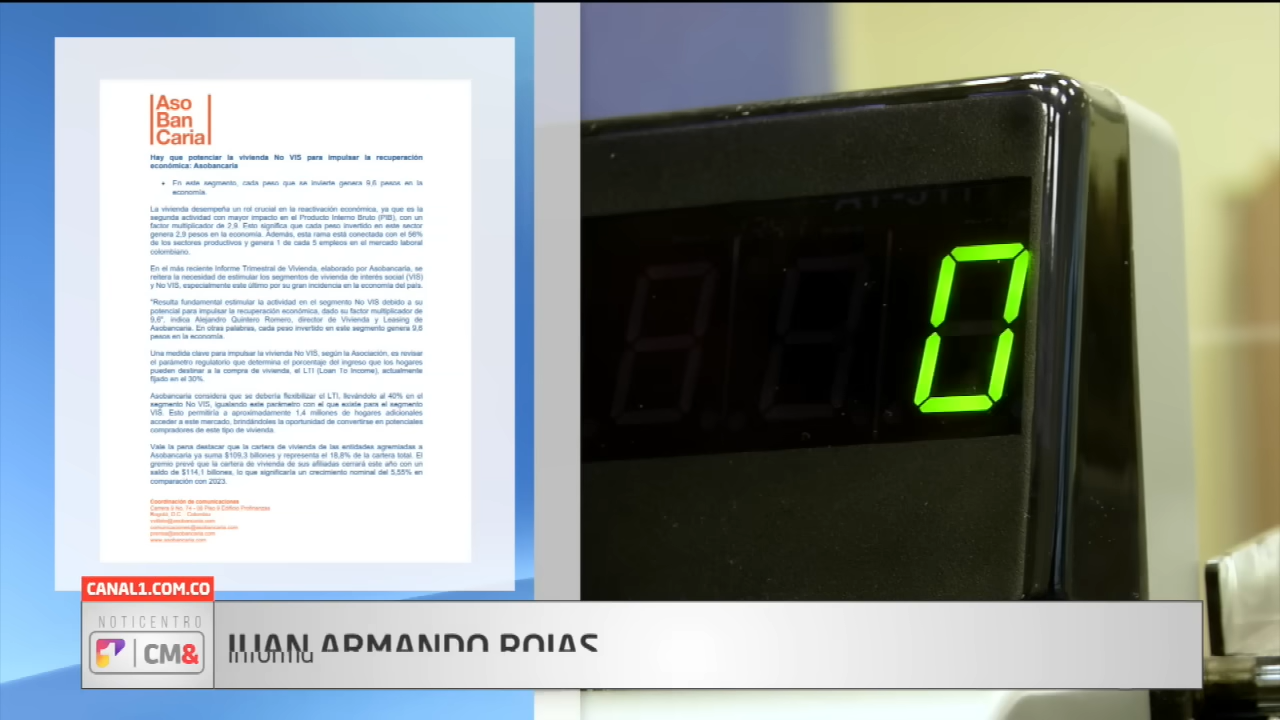 Aso
Ban
Caria
Hay que potenciar la vivienda No VIS para impulsar la recuperación
económica: Asobancaria
• En este segmento, cada peso que se invierte genera 9,6 pesos en la
economía.
La vivienda desempeña un rol crucial en la reactivación económica, ya que es la
segunda actividad con mayor impacto en el Producto Interno Bruto (PIB), con un
factor multiplicador de 2,9. Esto significa que cada peso invertido en este sector
genera 2,9 pesos en la economía. Además, esta rama está conectada con el 56%
de los sectores productivos y genera 1 de cada 5 empleos en el mercado laboral
colombiano.
En el más reciente Informe Trimestral de Vivienda, elaborado por Asobancaria, se
reitera la necesidad de estimular los segmentos de vivienda de interés social (VIS)
y No VIS, especialmente este último por su gran incidencia en la economía del país.
"Resulta fundamental estimular la actividad en el segmento No VIS debido a su
potencial para impulsar la recuperación económica, dado su factor multiplicador de
9,6", indica Alejandro Quintero Romero, director de Vivienda y Leasing de
Asobancaria. En otras palabras, cada peso invertido en este segmento genera 9,6
pesos en la economía.
Una medida clave para impulsar la vivienda No VIS, según la Asociación, es revisar
el parámetro regulatorio que determina el porcentaje del ingreso que los hogares
pueden destinar a la compra de vivienda, el LTI (Loan To Income), actualmente
fijado en el 30%.
Asobancaria considera que se debería flexibilizar el LTI, llevándolo al 40% en el
segmento No VIS, igualando este parámetro con el que existe para el segmento
VIS. Esto permitiría a aproximadamente 1,4 millones de hogares adicionales
acceder a este mercado, brindándoles la oportunidad de convertirse en potenciales
compradores de este tipo de vivienda.
Vale la pena destacar que la cartera de vivienda de las entidades agremiadas a
Asobancaria ya suma $109,3 billones y representa el 18,8% de la cartera total. El
gremio prevé que la cartera de vivienda de sus afiliadas cerrará este año con un
saldo de $114,1 billones, lo que significaría un crecimiento nominal del 5,55% en
comparación con 2023.
Coordinación de comunicaciones
Bogotá, D.C. - Colombia
comunicaciones@asobancaria.com
prensa@asobancaria.com
www.asobancaria.com
0
CANAL1.COM.CO
NOTICENTRO
1 CM&
JUAN ARMANDO ROJAS
Informa